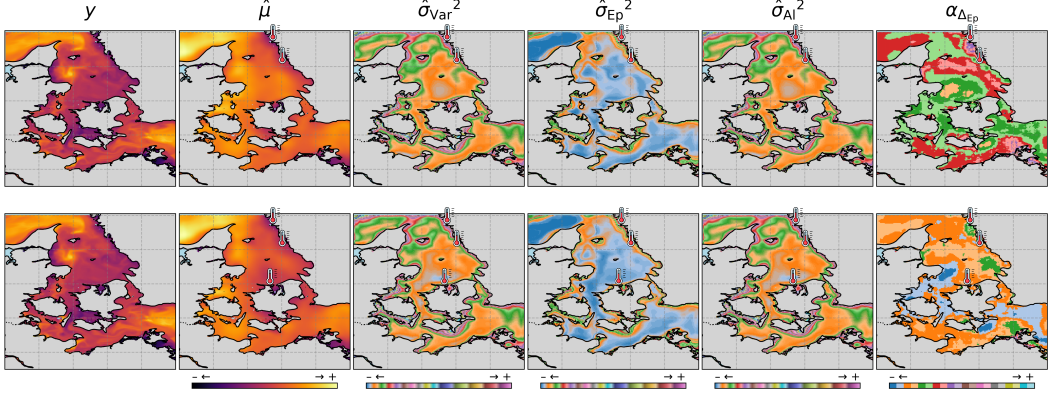 y μ̂ σ̂Var² σ̂Ep² σ̂Al² αΔEp
– ← → + – ← → + – ← → + – ← → + – ← → +